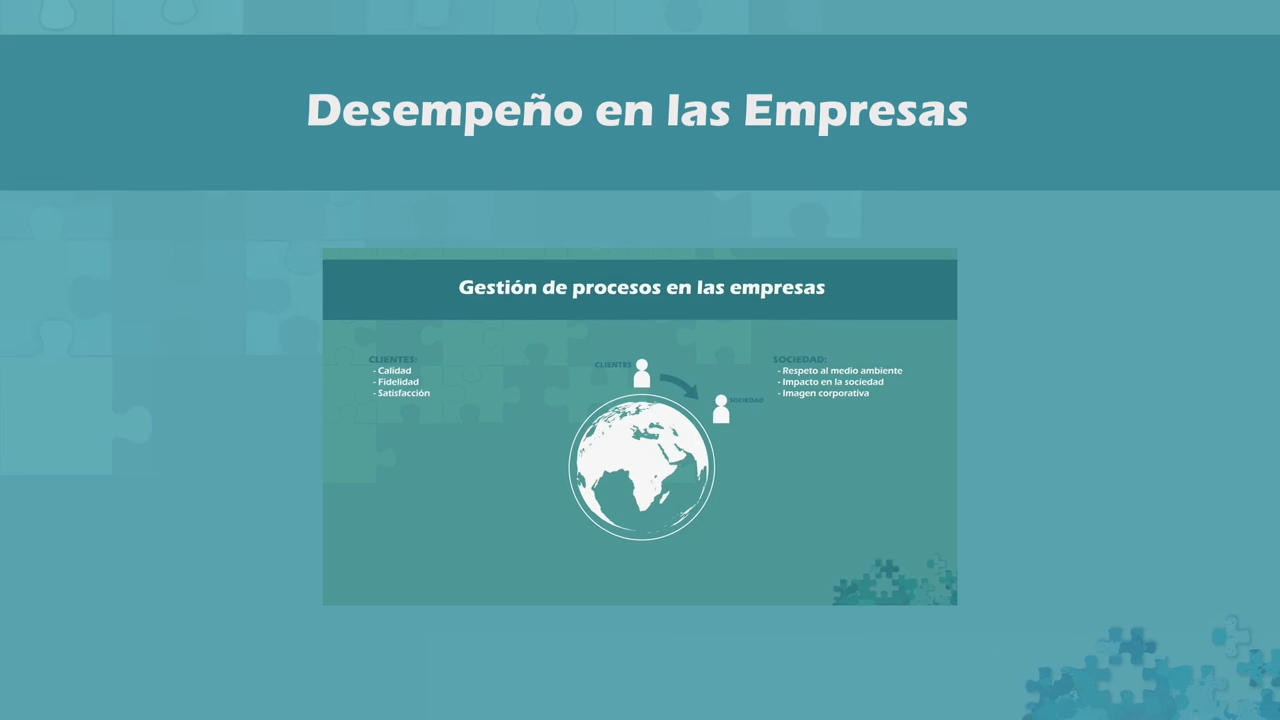 Desempeño en las Empresas
Gestión de procesos en las empresas
CLIENTES:
- Calidad
- Fidelidad
- Satisfacción
CLIENTES
SOCIEDAD
SOCIEDAD:
- Respeto al medio ambiente
- Impacto en la sociedad
- Imagen corporativa